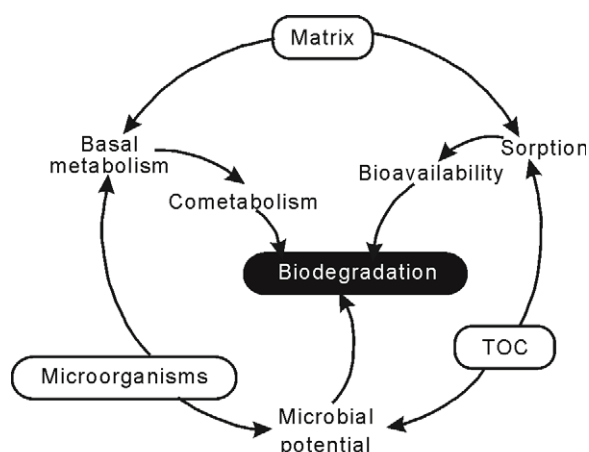 Matrix
Basal
metabolism
Sorption
Bioavailability
Cometabolism
Biodegradation
TOC
Microorganisms
Microbial
potential